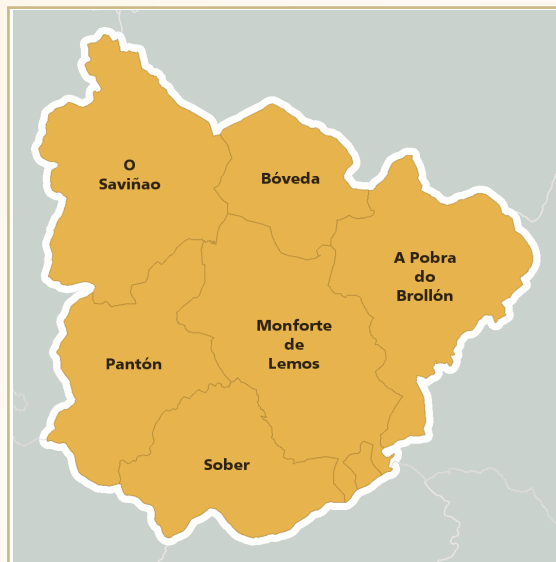 O
Saviñao
Bóveda
A Pobra
do
Brollón
Monforte
de
Lemos
Pantón
Sober